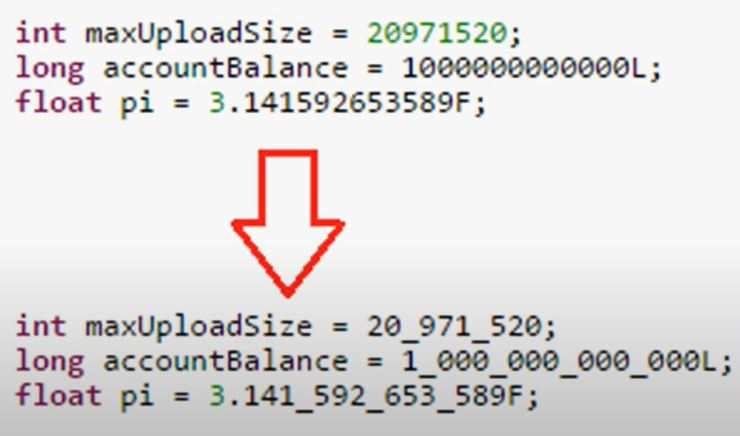 int maxUploadSize = 20971520;
long accountBalance = 1000000000000L;
float pi = 3.141592653589F;
int maxUploadSize = 20_971_520;
long accountBalance = 1_000_000_000_000L;
float pi = 3.141_592_653_589F;